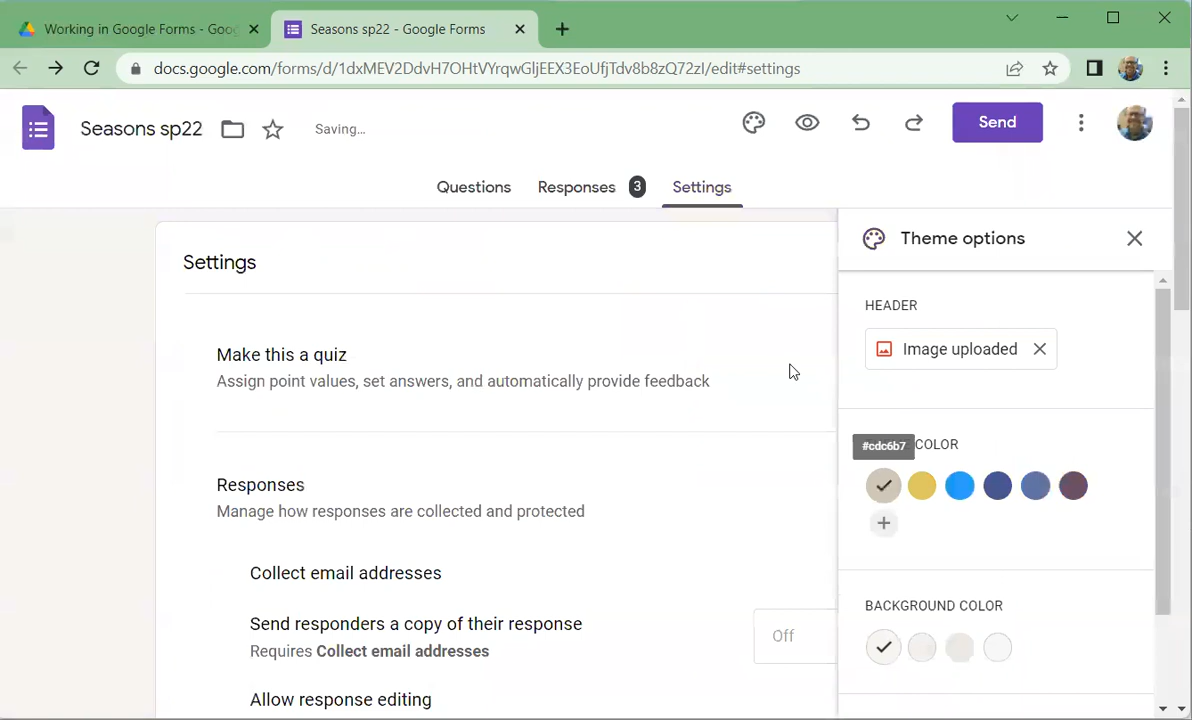 Working in Google Forms - Goog
Seasons sp22 - Google Forms
docs.google.com/forms/d/1dxMEV2DdvH7OHtVYrqwGljEEX3EoUfjTdv8b8zQ72zI/edit#settings
Seasons sp22
Saving...
Send
Questions
Responses 3
Settings
Theme options
Settings
HEADER
Image uploaded
Make this a quiz
Assign point values, set answers, and automatically provide feedback
#cdc6b7
COLOR
Responses
Manage how responses are collected and protected
Collect email addresses
BACKGROUND COLOR
Send responders a copy of their response
Requires Collect email addresses
Off
Allow response editing